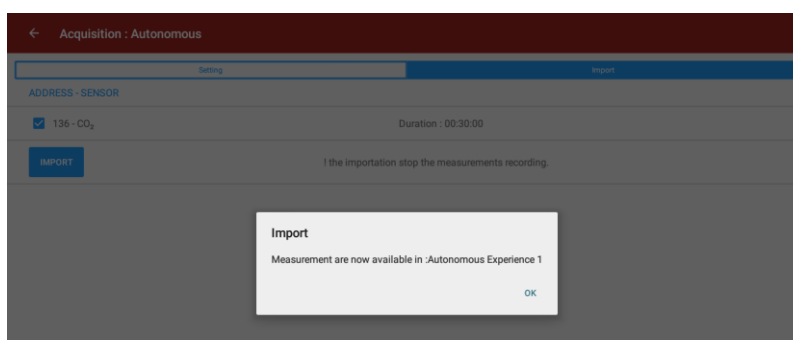 Acquisition : Autonomous
Setting
Import
ADDRESS - SENSOR
136 - CO₂
Duration : 00:30:00
IMPORT
! the importation stop the measurements recording.
Import
Measurement are now available in :Autonomous Experience 1
OK